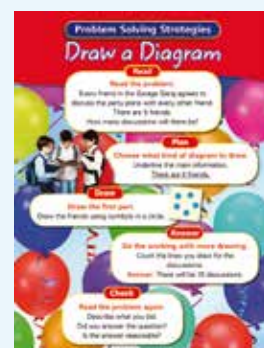 Problem Solving Strategies
Draw a Diagram
Read
Read the problem.
Every friend in the Garage Gang agrees to
discuss the party plans with every other friend.
There are 6 friends.
How many discussions will there be?
Plan
Choose what kind of diagram to draw.
Underline the main information.
There are 6 friends.
Draw
Draw the first part.
Draw the friends using symbols in a circle.
Answer
Do the working with more drawing.
Count the lines you draw for the
discussions.
Answer: There will be 15 discussions.
Check
Read the problem again.
Describe what you did.
Did you answer the question?
Is the answer reasonable?